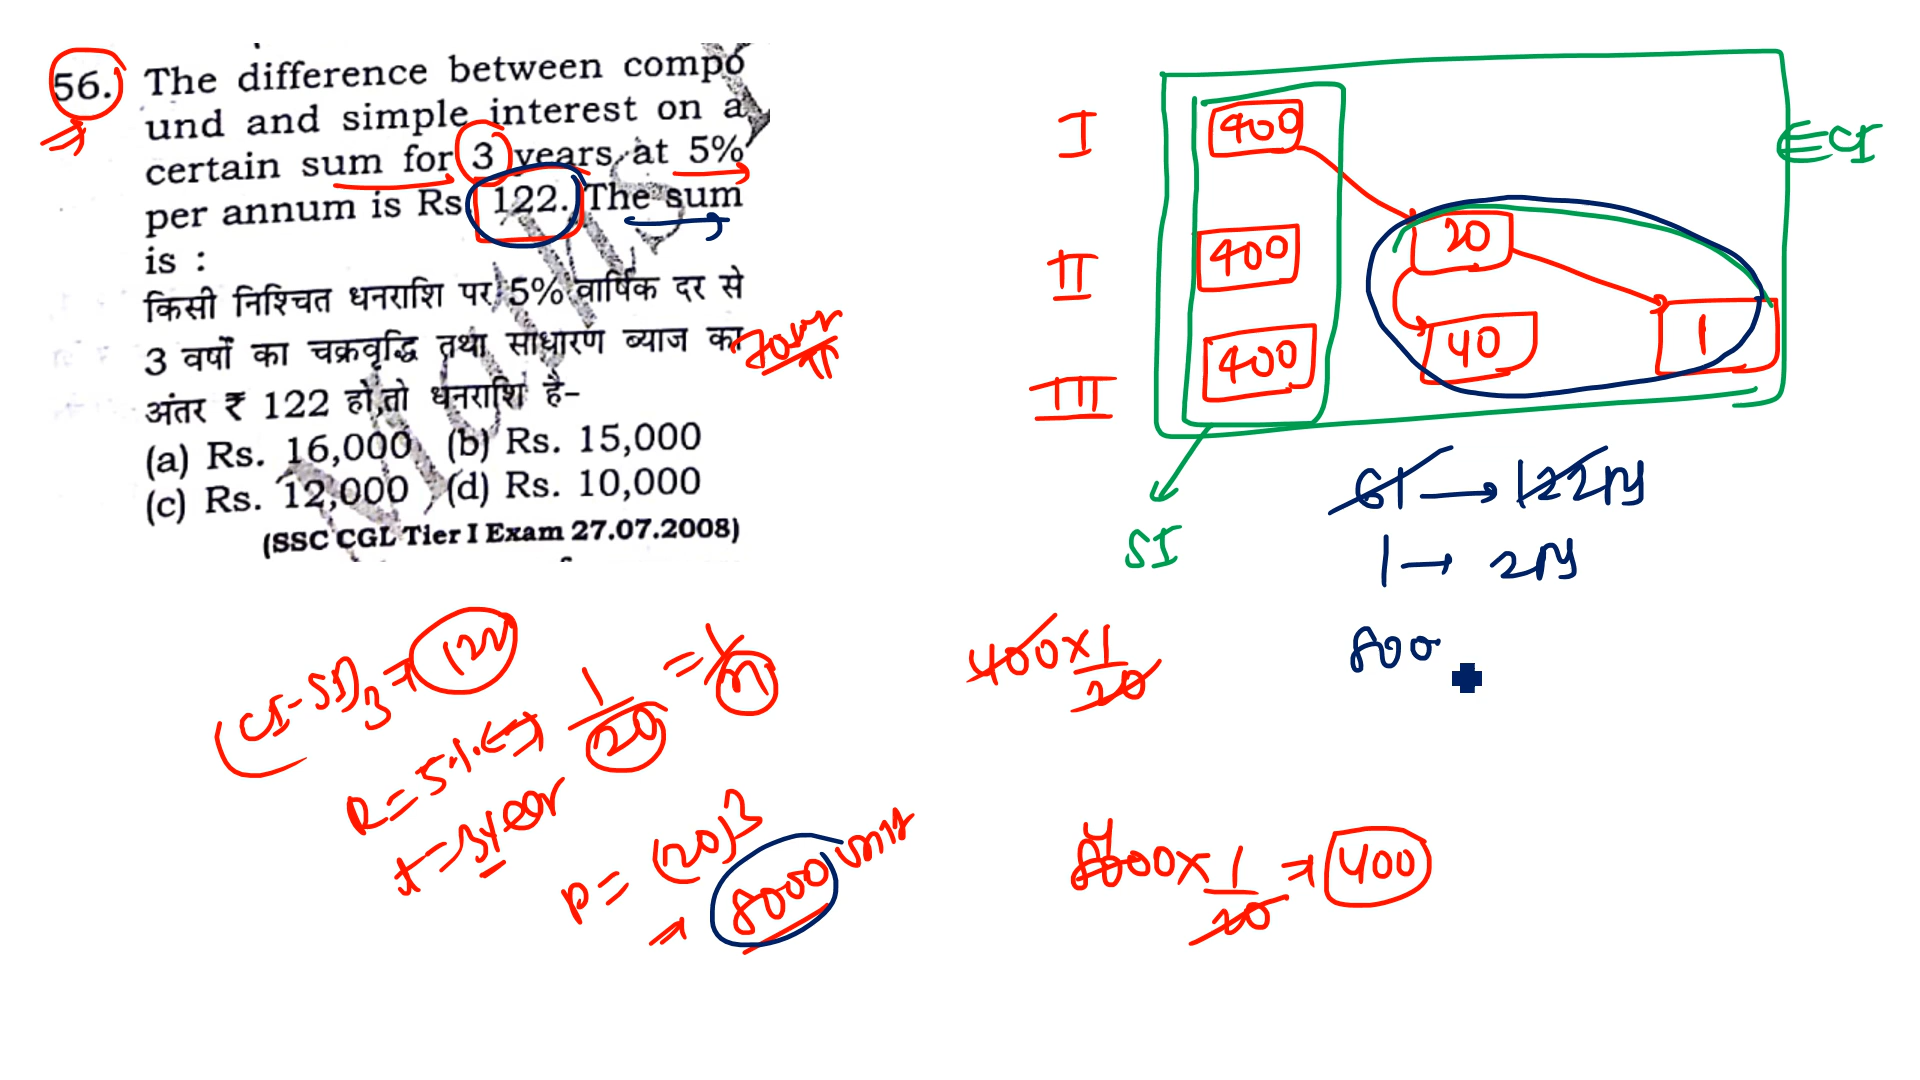 56. The difference between compo
und and simple interest on a
certain sum for 3 years at 5%
per annum is Rs 122. The sum
is :
किसी निश्चित धनराशि पर 5% वार्षिक दर से
3 वर्षों का चक्रवृद्धि तथा साधारण ब्याज का
अंतर ₹ 122 हो,तो धनराशि है-
(a) Rs. 16,000 (b) Rs. 15,000
(c) Rs. 12,000 (d) Rs. 10,000
(SSC CGL Tier I Exam 27.07.2008)
I 400
II 400 20
III 400 40 1
CI
SI
61 → 122
1 → 2
800
400 × 1/20
(CI-SI)3 → 122
R = 5% ↔ 1/20 = 1/n
t → 3year
P = (20)3
→ 8000 unit
8000 × 1/20 → 400